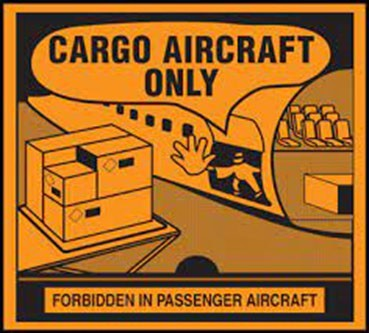 CARGO AIRCRAFT
ONLY
FORBIDDEN IN PASSENGER AIRCRAFT